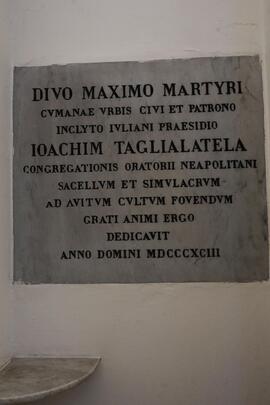 DIVO MAXIMO MARTYRI
CVMANAE VRBIS CIVI ET PATRONO
INCLYTO IVLIANI PRAESIDIO
IOACHIM TAGLIALATELA
CONGREGATIONIS ORATORII NEAPOLITANI
SACELLVM ET SIMVLACRVM
AD AVITVM CVLTVM FOVENDVM
GRATI ANIMI ERGO
DEDICAVIT
ANNO DOMINI MDCCCXCIII